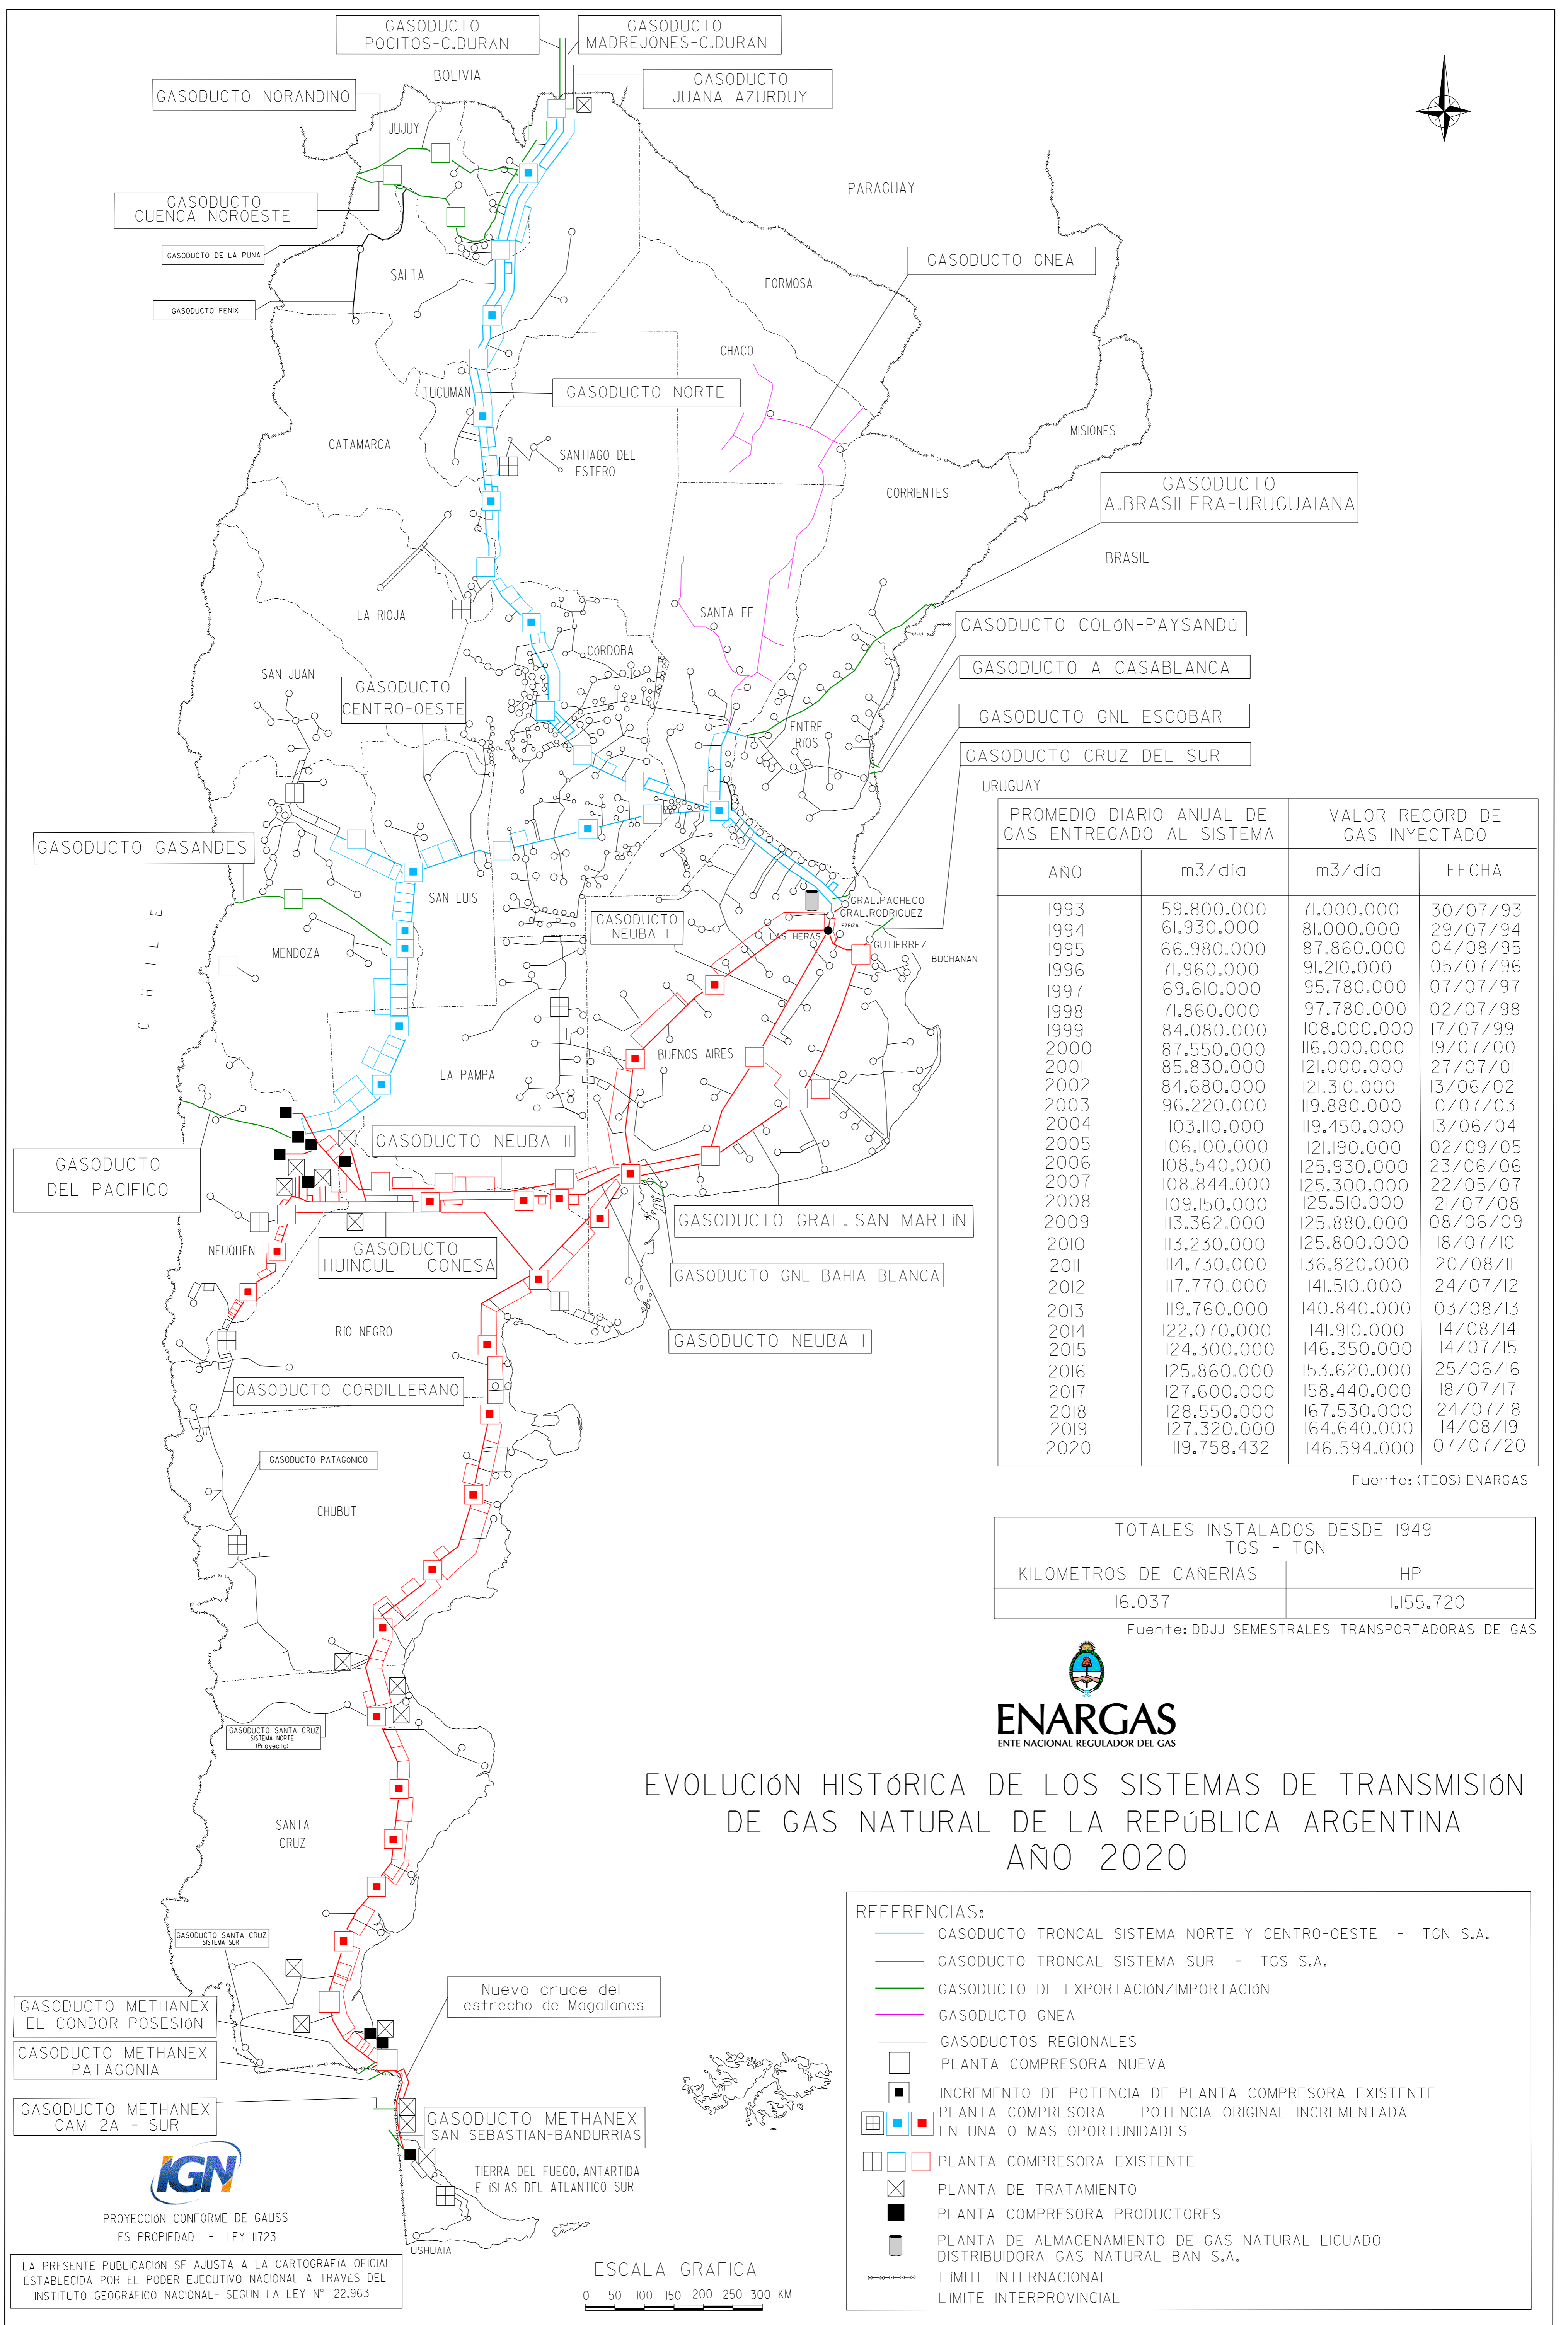 GASODUCTO
POCITOS-C.DURÁN
GASODUCTO
MADREJONES-C.DURÁN
BOLIVIA
GASODUCTO
JUANA AZURDUY
GASODUCTO NORANDINO
JUJUY
PARAGUAY
GASODUCTO
CUENCA NOROESTE
GASODUCTO DE LA PUNA
SALTA
GASODUCTO GNEA
FORMOSA
GASODUCTO FENIX
CHACO
TUCUMÁN
GASODUCTO NORTE
MISIONES
CATAMARCA
SANTIAGO DEL
ESTERO
CORRIENTES
GASODUCTO
A.BRASILERA-URUGUAIANA
BRASIL
LA RIOJA
SANTA FE
GASODUCTO COLÓN-PAYSANDÚ
CÓRDOBA
GASODUCTO A CASABLANCA
SAN JUAN
GASODUCTO
CENTRO-OESTE
GASODUCTO GNL ESCOBAR
ENTRE
RÍOS
GASODUCTO CRUZ DEL SUR
URUGUAY
GASODUCTO GASANDES
SAN LUIS
GRAL.PACHECO
GRAL.RODRIGUEZ
EZEIZA
LAS HERAS
GUTIERREZ
BUCHANAN
GASODUCTO
NEUBA I
MENDOZA
CHILE
BUENOS AIRES
LA PAMPA
GASODUCTO NEUBA II
GASODUCTO
DEL PACIFICO
GASODUCTO GRAL. SAN MARTÍN
NEUQUEN
GASODUCTO
HUINCUL - CONESA
GASODUCTO GNL BAHIA BLANCA
RÍO NEGRO
GASODUCTO NEUBA I
GASODUCTO CORDILLERANO
GASODUCTO PATAGÓNICO
CHUBUT
PROMEDIO DIARIO ANUAL DE GAS ENTREGADO AL SISTEMA VALOR RECORD DE GAS INYECTADO
AÑO m3/día m3/día FECHA
1993 59.800.000 71.000.000 30/07/93
1994 61.930.000 81.000.000 29/07/94
1995 66.980.000 87.860.000 04/08/95
1996 71.960.000 91.210.000 05/07/96
1997 69.610.000 95.780.000 07/07/97
1998 71.860.000 97.780.000 02/07/98
1999 84.080.000 108.000.000 17/07/99
2000 87.550.000 116.000.000 19/07/00
2001 85.830.000 121.000.000 27/07/01
2002 84.680.000 121.310.000 13/06/02
2003 96.220.000 119.880.000 10/07/03
2004 103.110.000 119.450.000 13/06/04
2005 106.100.000 121.190.000 02/09/05
2006 108.540.000 125.930.000 23/06/06
2007 108.844.000 125.300.000 22/05/07
2008 109.150.000 125.510.000 21/07/08
2009 113.362.000 125.880.000 08/06/09
2010 113.230.000 125.800.000 18/07/10
2011 114.730.000 136.820.000 20/08/11
2012 117.770.000 141.510.000 24/07/12
2013 119.760.000 140.840.000 03/08/13
2014 122.070.000 141.910.000 14/08/14
2015 124.300.000 146.350.000 14/07/15
2016 125.860.000 153.620.000 25/06/16
2017 127.600.000 158.440.000 18/07/17
2018 128.550.000 167.530.000 24/07/18
2019 127.320.000 164.640.000 14/08/19
2020 119.758.432 146.594.000 07/07/20
Fuente: (TEOS) ENARGAS
TOTALES INSTALADOS DESDE 1949
TGS - TGN
KILOMETROS DE CAÑERIAS HP
16.037 1.155.720
Fuente: DDJJ SEMESTRALES TRANSPORTADORAS DE GAS
ENARGAS
ENTE NACIONAL REGULADOR DEL GAS
GASODUCTO SANTA CRUZ
SISTEMA NORTE
(Proyecto)
EVOLUCIÓN HISTÓRICA DE LOS SISTEMAS DE TRANSMISIÓN
DE GAS NATURAL DE LA REPÚBLICA ARGENTINA
AÑO 2020
SANTA
CRUZ
GASODUCTO SANTA CRUZ
SISTEMA SUR
GASODUCTO METHANEX
EL CONDOR-POSESIÓN
Nuevo cruce del
estrecho de Magallanes
GASODUCTO METHANEX
PATAGONIA
GASODUCTO METHANEX
CAM 2A - SUR
GASODUCTO METHANEX
SAN SEBASTIAN-BANDURRIAS
TIERRA DEL FUEGO, ANTÁRTIDA
E ISLAS DEL ATLANTICO SUR
USHUAIA
REFERENCIAS:
GASODUCTO TRONCAL SISTEMA NORTE Y CENTRO-OESTE - TGN S.A.
GASODUCTO TRONCAL SISTEMA SUR - TGS S.A.
GASODUCTO DE EXPORTACIÓN/IMPORTACIÓN
GASODUCTO GNEA
GASODUCTOS REGIONALES
PLANTA COMPRESORA NUEVA
INCREMENTO DE POTENCIA DE PLANTA COMPRESORA EXISTENTE
PLANTA COMPRESORA - POTENCIA ORIGINAL INCREMENTADA
EN UNA O MAS OPORTUNIDADES
PLANTA COMPRESORA EXISTENTE
PLANTA DE TRATAMIENTO
PLANTA COMPRESORA PRODUCTORES
PLANTA DE ALMACENAMIENTO DE GAS NATURAL LICUADO
DISTRIBUIDORA GAS NATURAL BAN S.A.
LÍMITE INTERNACIONAL
LÍMITE INTERPROVINCIAL
IGN
PROYECCIÓN CONFORME DE GAUSS
ES PROPIEDAD - LEY 11723
LA PRESENTE PUBLICACIÓN SE AJUSTA A LA CARTOGRAFÍA OFICIAL
ESTABLECIDA POR EL PODER EJECUTIVO NACIONAL A TRAVÉS DEL
INSTITUTO GEOGRÁFICO NACIONAL- SEGUN LA LEY N° 22.963-
ESCALA GRÁFICA
0 50 100 150 200 250 300 KM